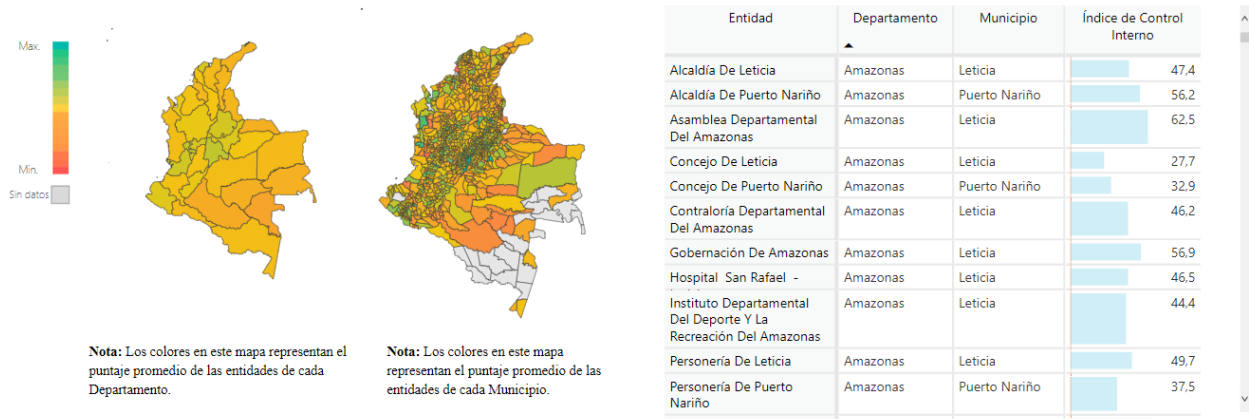 Max.
Min.
Sin datos
Nota: Los colores en este mapa representan el
puntaje promedio de las entidades de cada
Departamento.
Nota: Los colores en este mapa
representan el puntaje promedio de las
entidades de cada Municipio.
Entidad Departamento Municipio Índice de Control
Interno
Alcaldía De Leticia Amazonas Leticia 47,4
Alcaldía De Puerto Nariño Amazonas Puerto Nariño 56,2
Asamblea Departamental Amazonas Leticia 62,5
Del Amazonas
Concejo De Leticia Amazonas Leticia 27,7
Concejo De Puerto Nariño Amazonas Puerto Nariño 32,9
Contraloría Departamental Amazonas Leticia 46,2
Del Amazonas
Gobernación De Amazonas Amazonas Leticia 56,9
Hospital San Rafael - Amazonas Leticia 46,5
Instituto Departamental Amazonas Leticia 44,4
Del Deporte Y La
Recreación Del Amazonas
Personería De Leticia Amazonas Leticia 49,7
Personería De Puerto Amazonas Puerto Nariño 37,5
Nariño